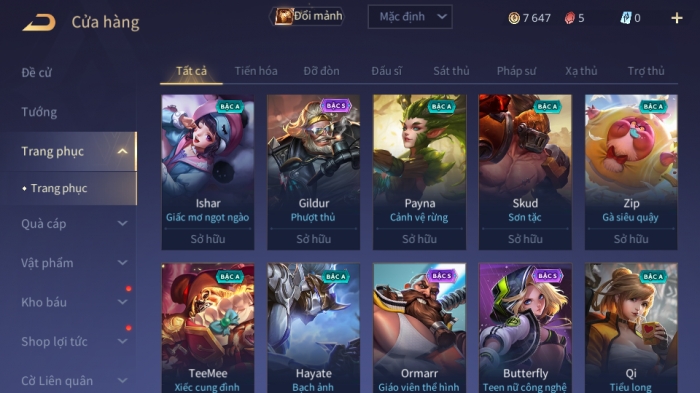 Cửa hàng
Đổi mảnh
Mặc định
7 647
5
0
Đề cử
Tướng
Trang phục
Trang phục
Quà cáp
Vật phẩm
Kho báu
Shop lợi tức
Cờ Liên quân
Tất cả
Tiến hóa
Đỡ đòn
Đấu sĩ
Sát thủ
Pháp sư
Xạ thủ
Trợ thủ
BẬC A
BẬC S
BẬC A
BẬC A
BẬC A
Ishar
Gildur
Payna
Skud
Zip
Giấc mơ ngọt ngào
Phượt thủ
Cảnh vệ rừng
Sơn tặc
Gà siêu quậy
Sở hữu
Sở hữu
Sở hữu
Sở hữu
Sở hữu
BẬC A
BẬC A
BẬC S
BẬC S
BẬC A
TeeMee
Hayate
Ormarr
Butterfly
Qi
Xiếc cung đình
Bạch ảnh
Giáo viên thể hình
Teen nữ công nghệ
Tiểu long